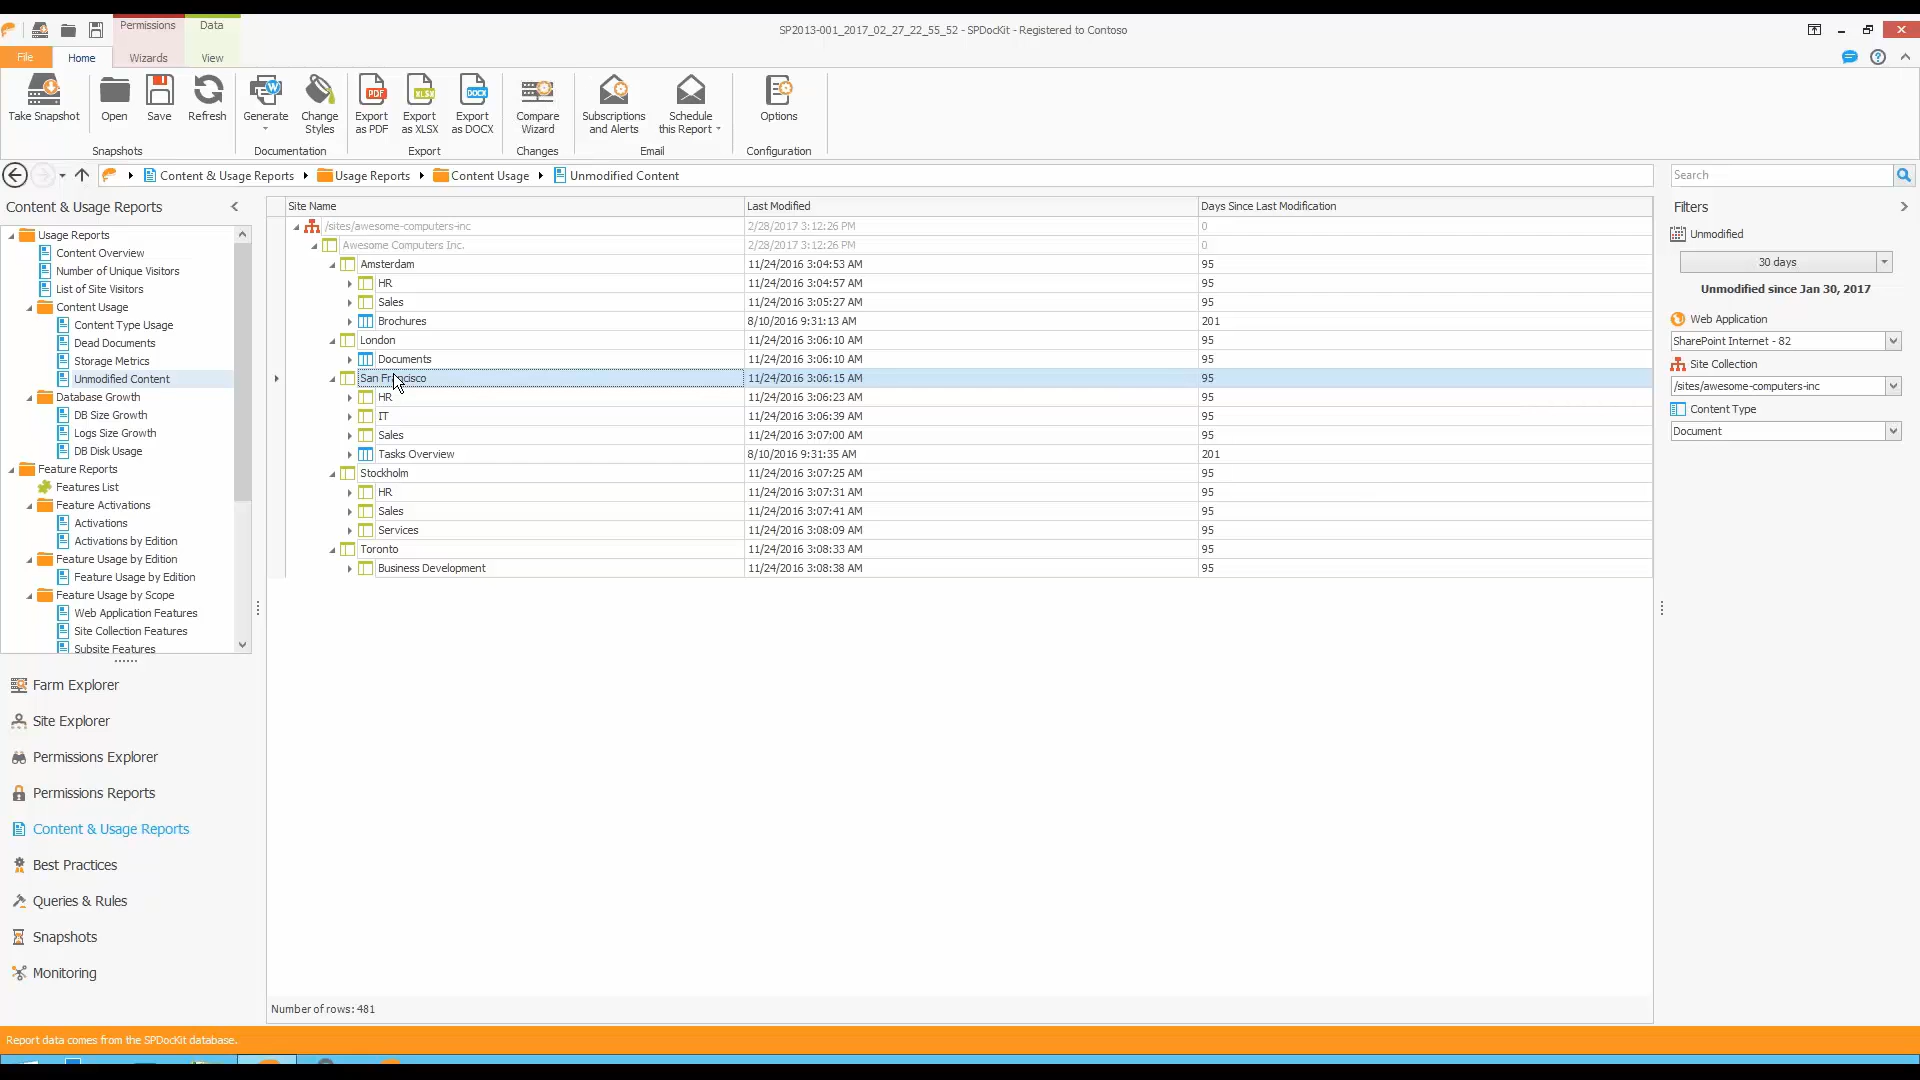 Permissions
Data
SP2013-001_2017_02_27_22_55_52 - SPDocKit - Registered to Contoso
File
Home
Wizards
View
Take Snapshot
Open
Save
Refresh
Generate
Change Styles
Export as PDF
Export as XLSX
Export as DOCX
Compare Wizard
Subscriptions and Alerts
Schedule this Report
Options
Snapshots
Documentation
Export
Changes
Email
Configuration
Content & Usage Reports
Usage Reports
Content Usage
Unmodified Content
Search
Content & Usage Reports
Usage Reports
Content Overview
Number of Unique Visitors
List of Site Visitors
Content Usage
Content Type Usage
Dead Documents
Storage Metrics
Unmodified Content
Database Growth
DB Size Growth
Logs Size Growth
DB Disk Usage
Feature Reports
Features List
Feature Activations
Activations
Activations by Edition
Feature Usage by Edition
Feature Usage by Edition
Feature Usage by Scope
Web Application Features
Site Collection Features
Subsite Features
Farm Explorer
Site Explorer
Permissions Explorer
Permissions Reports
Content & Usage Reports
Best Practices
Queries & Rules
Snapshots
Monitoring
Site Name Last Modified Days Since Last Modification
/sites/awesome-computers-inc 2/28/2017 3:12:26 PM 0
Awesome Computers Inc. 2/28/2017 3:12:26 PM 0
Amsterdam 11/24/2016 3:04:53 AM 95
HR 11/24/2016 3:04:57 AM 95
Sales 11/24/2016 3:05:27 AM 95
Brochures 8/10/2016 9:31:13 AM 201
London 11/24/2016 3:06:10 AM 95
Documents 11/24/2016 3:06:10 AM 95
San Francisco 11/24/2016 3:06:15 AM 95
HR 11/24/2016 3:06:23 AM 95
IT 11/24/2016 3:06:39 AM 95
Sales 11/24/2016 3:07:00 AM 95
Tasks Overview 8/10/2016 9:31:35 AM 201
Stockholm 11/24/2016 3:07:25 AM 95
HR 11/24/2016 3:07:31 AM 95
Sales 11/24/2016 3:07:41 AM 95
Services 11/24/2016 3:08:09 AM 95
Toronto 11/24/2016 3:08:33 AM 95
Business Development 11/24/2016 3:08:38 AM 95
Number of rows: 481
Filters
Unmodified
30 days
Unmodified since Jan 30, 2017
Web Application
SharePoint Internet - 82
Site Collection
/sites/awesome-computers-inc
Content Type
Document
Report data comes from the SPDocKit database.